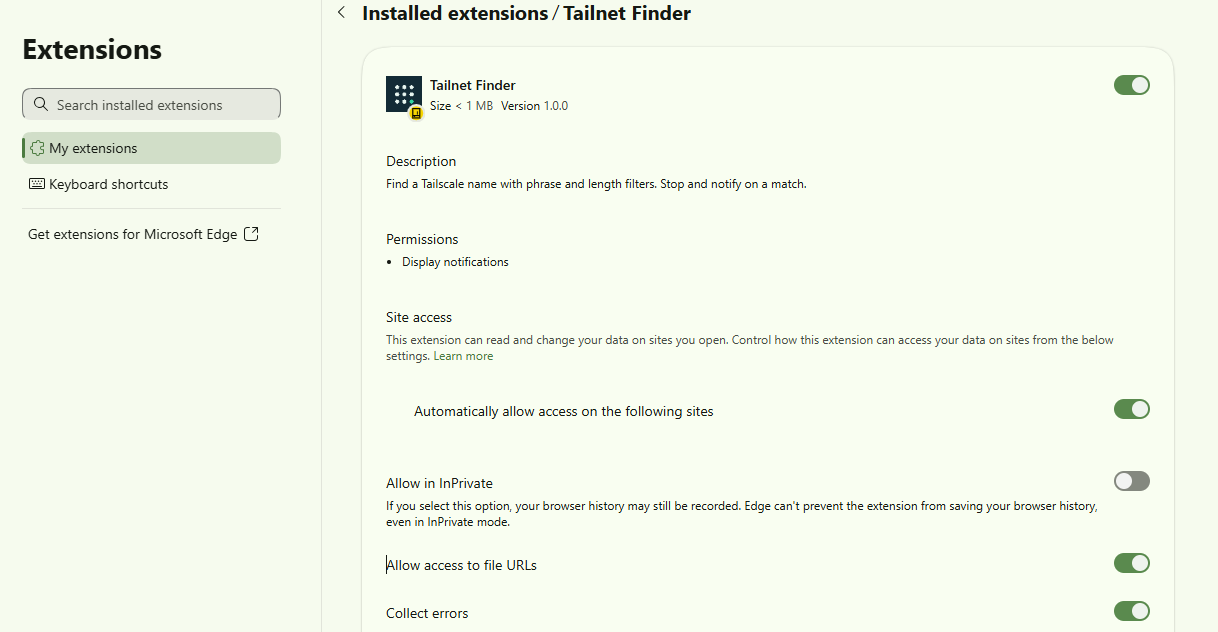 Installed extensions / Tailnet Finder
Extensions
Search installed extensions
My extensions
Keyboard shortcuts
Get extensions for Microsoft Edge
Tailnet Finder
Size < 1 MB Version 1.0.0
Description
Find a Tailscale name with phrase and length filters. Stop and notify on a match.
Permissions
• Display notifications
Site access
This extension can read and change your data on sites you open. Control how this extension can access your data on sites from the below
settings. Learn more
Automatically allow access on the following sites
Allow in InPrivate
If you select this option, your browser history may still be recorded. Edge can't prevent the extension from saving your browser history,
even in InPrivate mode.
Allow access to file URLs
Collect errors